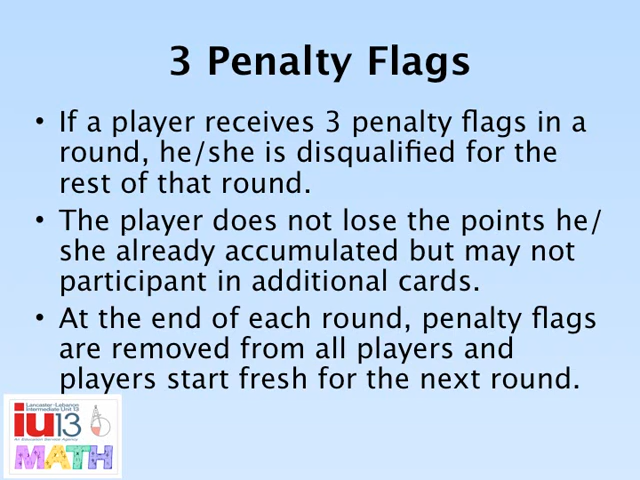 3 Penalty Flags
• If a player receives 3 penalty flags in a
round, he/she is disqualified for the
rest of that round.
• The player does not lose the points he/
she already accumulated but may not
participant in additional cards.
• At the end of each round, penalty flags
are removed from all players and
players start fresh for the next round.
Lancaster-Lebanon
Intermediate Unit 13
iu13
An Education Service Agency
MATH